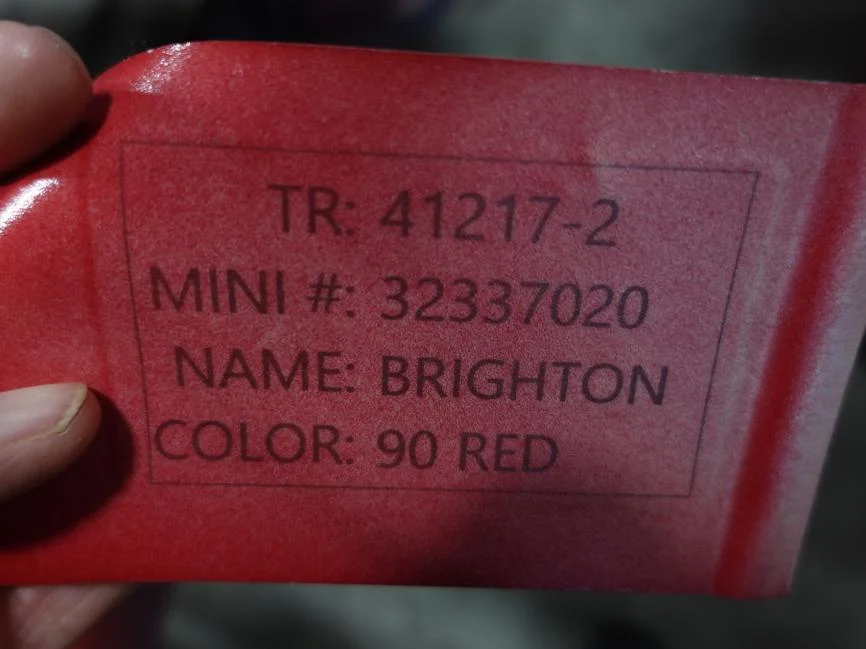 TR: 41217-2
MINI #: 32337020
NAME: BRIGHTON
COLOR: 90 RED